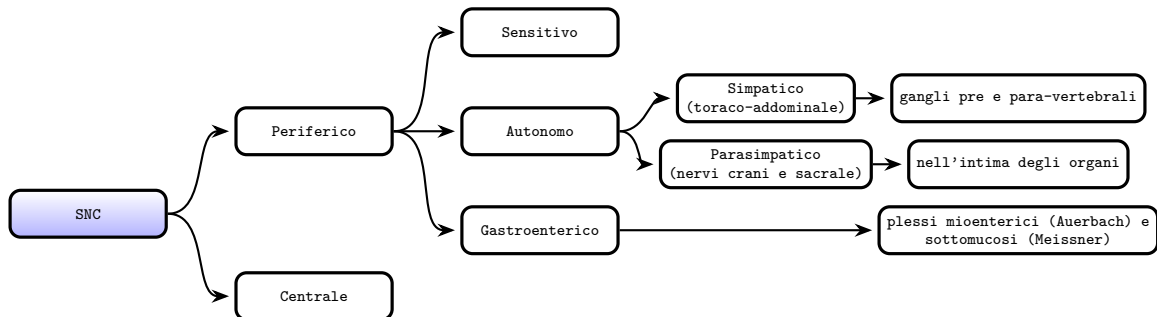 Sensitivo
Simpatico
(toraco-addominale)
gangli pre e para-vertebrali
Periferico
Autonomo
Parasimpatico
(nervi crani e sacrale)
nell'intima degli organi
SNC
Gastroenterico
plessi mioenterici (Auerbach) e
sottomucosi (Meissner)
Centrale